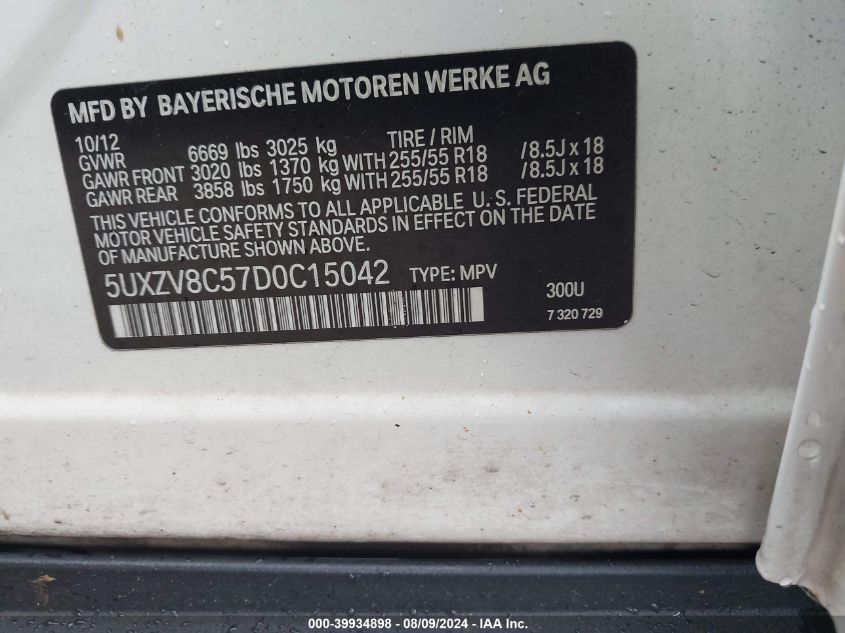 MFD BY BAYERISCHE MOTOREN WERKE AG
10/12
GVWR 6669 lbs 3025 kg TIRE / RIM
GAWR FRONT 3020 lbs 1370 kg WITH 255/55 R18 /8.5J x 18
GAWR REAR 3858 lbs 1750 kg WITH 255/55 R18 /8.5J x 18
THIS VEHICLE CONFORMS TO ALL APPLICABLE U. S. FEDERAL
MOTOR VEHICLE SAFETY STANDARDS IN EFFECT ON THE DATE
OF MANUFACTURE SHOWN ABOVE.
5UXZV8C57D0C15042 TYPE: MPV
300U
7 320 729
000-39934898 - 08/09/2024 - IAA Inc.